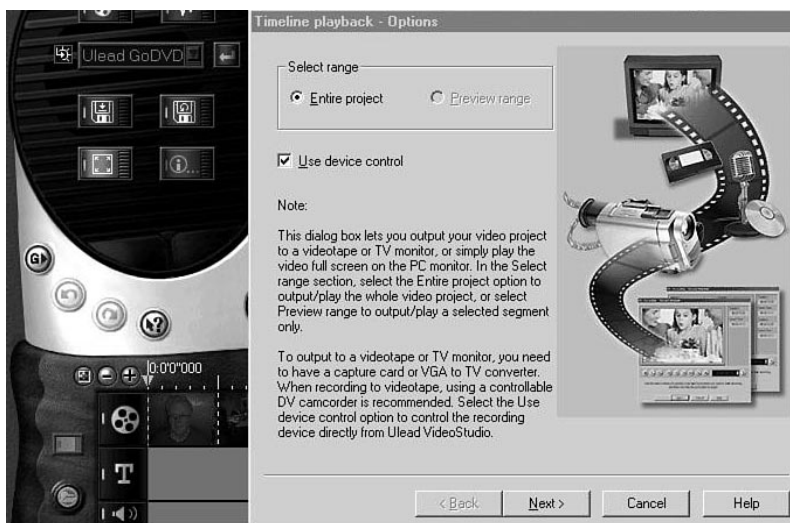 Timeline playback - Options
Ulead GoDVD
Select range
Entire project
Preview range
Use device control
Note:
This dialog box lets you output your video project
to a videotape or TV monitor, or simply play the
video full screen on the PC monitor. In the Select
range section, select the Entire project option to
output/play the whole video project, or select
Preview range to output/play a selected segment
only.
To output to a videotape or TV monitor, you need
to have a capture card or VGA to TV converter.
When recording to videotape, using a controllable
DV camcorder is recommended. Select the Use
device control option to control the recording
device directly from Ulead VideoStudio.
G
0:0'0"000
T
< Back
Next >
Cancel
Help